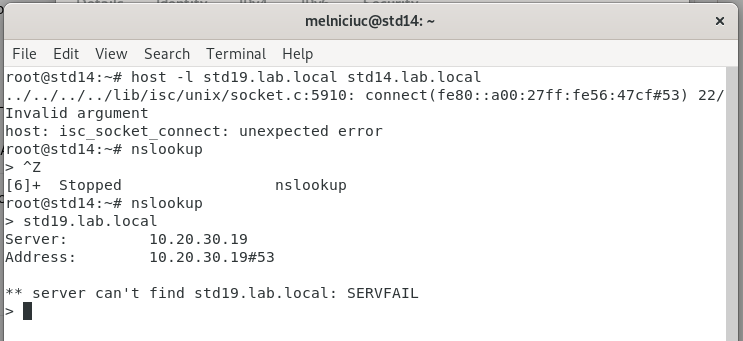 melniciuc@std14: ~
File Edit View Search Terminal Help
root@std14:~# host -l std19.lab.local std14.lab.local
../../../../lib/isc/unix/socket.c:5910: connect(fe80::a00:27ff:fe56:47cf#53) 22/
Invalid argument
host: isc_socket_connect: unexpected error
root@std14:~# nslookup
> ^Z
[6]+  Stopped                 nslookup
root@std14:~# nslookup
> std19.lab.local
Server:         10.20.30.19
Address:        10.20.30.19#53
** server can't find std19.lab.local: SERVFAIL
>